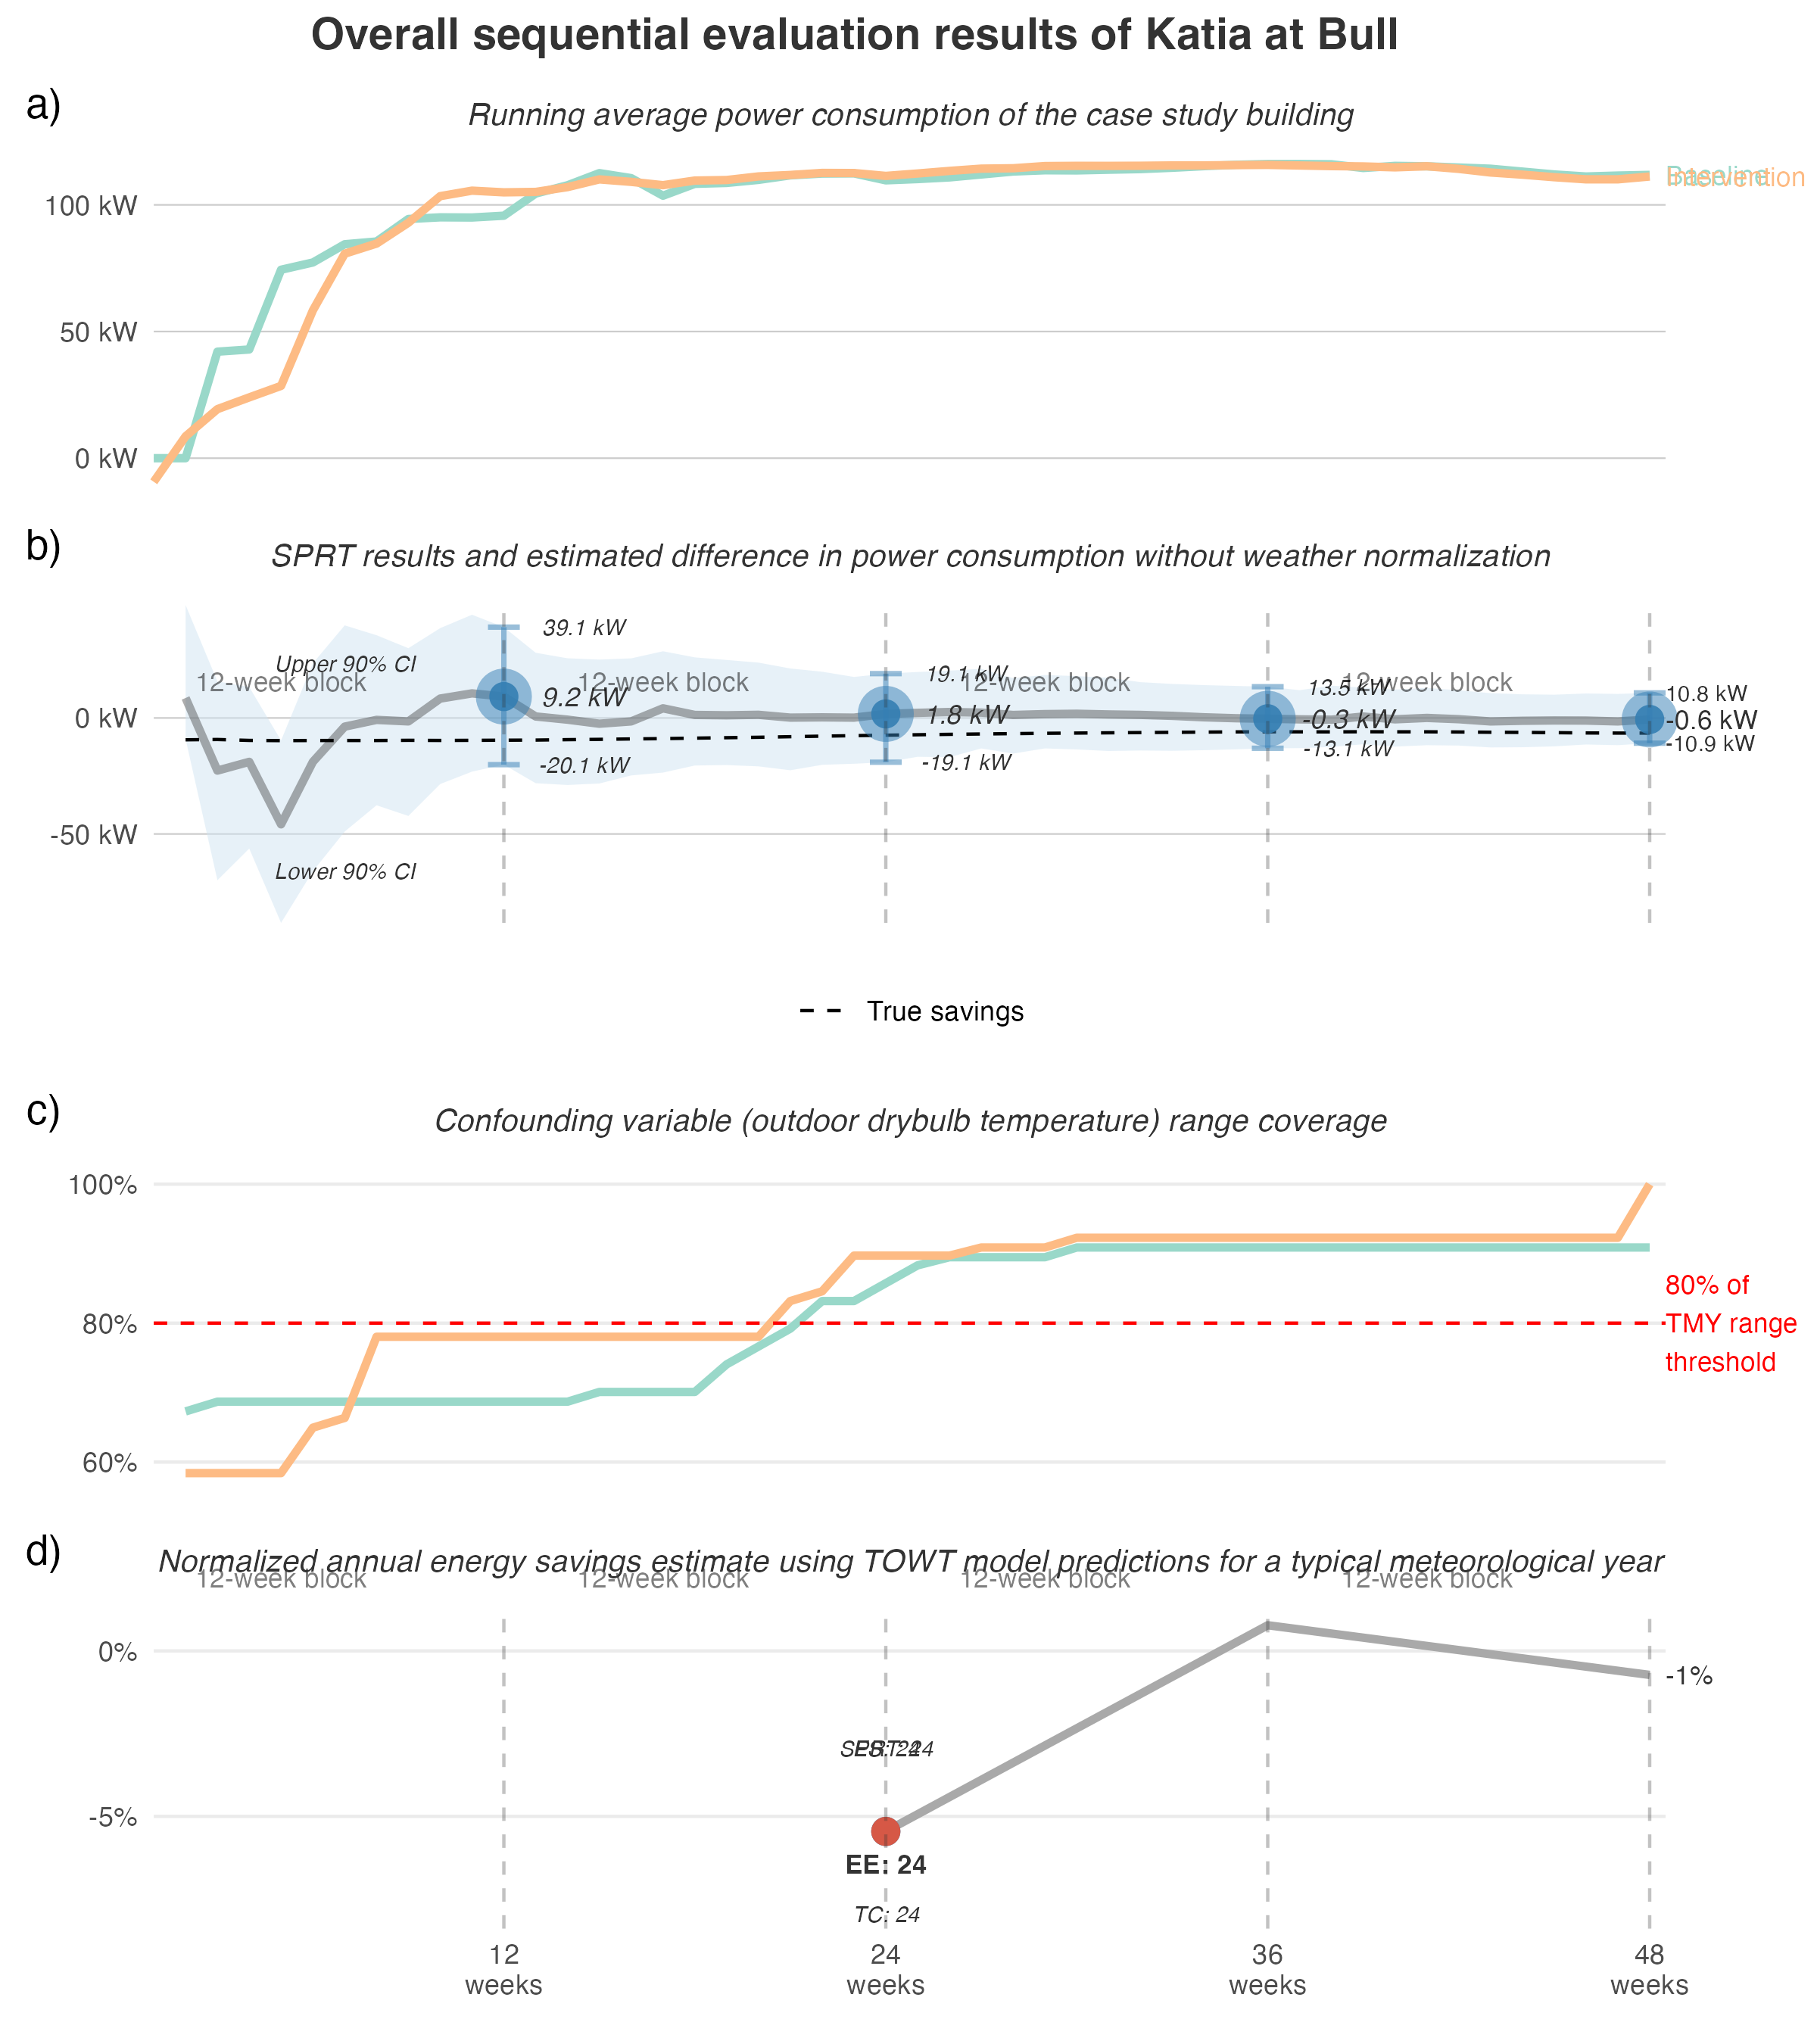 Overall sequential evaluation results of Katia at Bull
a)
Running average power consumption of the case study building
100 kW
50 kW
0 kW
Baseline
Intervention
b)
SPRT results and estimated difference in power consumption without weather normalization
39.1 kW
Upper 90% CI
12-week block
12-week block
12-week block
12-week block
19.1 kW
13.5 kW
10.8 kW
0 kW
9.2 kW
1.8 kW
-0.3 kW
-0.6 kW
-20.1 kW
-19.1 kW
-13.1 kW
-10.9 kW
-50 kW
Lower 90% CI
True savings
c)
Confounding variable (outdoor drybulb temperature) range coverage
100%
80%
60%
80% of
TMY range
threshold
d)
Normalized annual energy savings estimate using TOWT model predictions for a typical meteorological year
12-week block
12-week block
12-week block
12-week block
0%
-1%
SPRT: 24
-5%
EE: 24
TC: 24
12
weeks
24
weeks
36
weeks
48
weeks